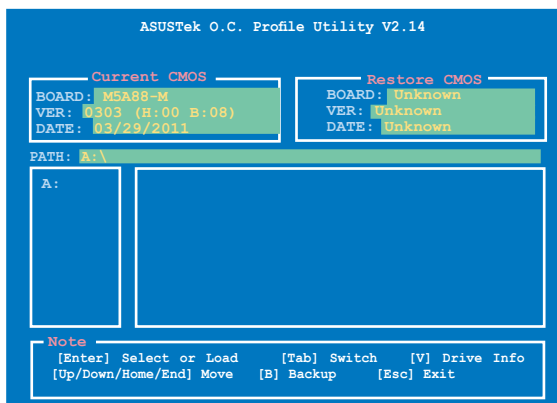 ASUSTek O.C. Profile Utility V2.14
Current CMOS
BOARD: M5A88-M
VER: 0303 (H:00 B:08)
DATE: 03/29/2011
Restore CMOS
BOARD: Unknown
VER: Unknown
DATE: Unknown
PATH: A:\
A:
Note
[Enter] Select or Load [Tab] Switch [V] Drive Info
[Up/Down/Home/End] Move [B] Backup [Esc] Exit